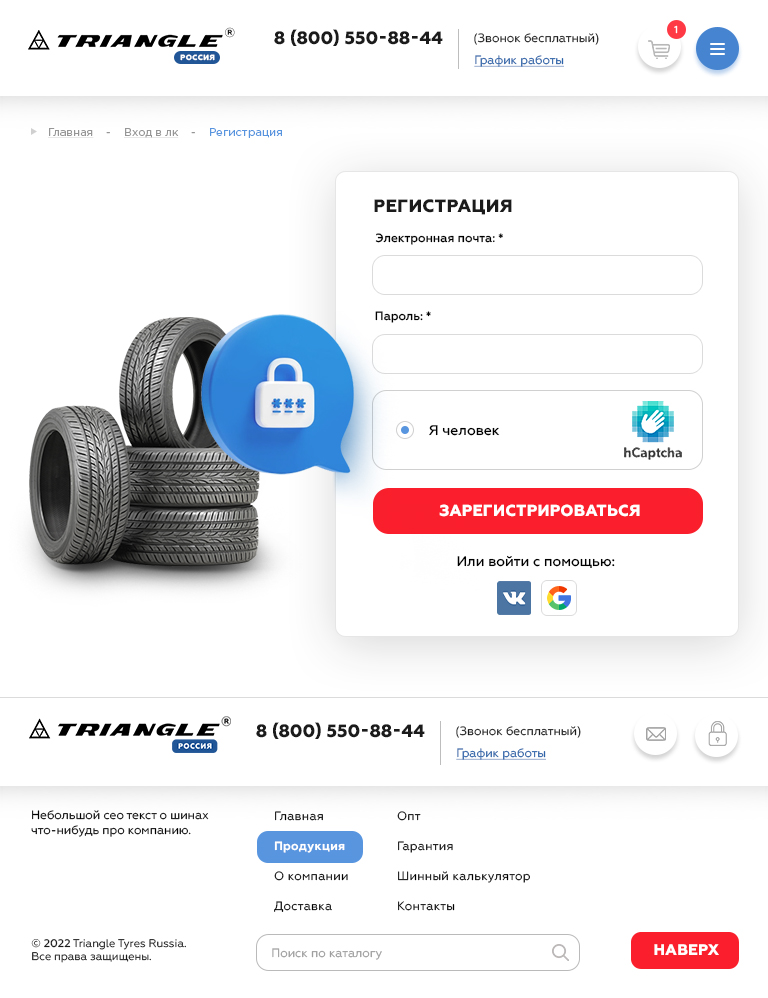 TRIANGLE®
РОССИЯ
8 (800) 550-88-44
(Звонок бесплатный)
График работы
1
Главная - Вход в лк - Регистрация
РЕГИСТРАЦИЯ
Электронная почта: *
Пароль: *
***
Я человек
hCaptcha
ЗАРЕГИСТРИРОВАТЬСЯ
Или войти с помощью:
TRIANGLE®
РОССИЯ
8 (800) 550-88-44
(Звонок бесплатный)
График работы
Небольшой сео текст о шинах
что-нибудь про компанию.
Главная
Продукция
О компании
Доставка
Опт
Гарантия
Шинный калькулятор
Контакты
© 2022 Triangle Tyres Russia.
Все права защищены.
Поиск по каталогу
НАВЕРХ